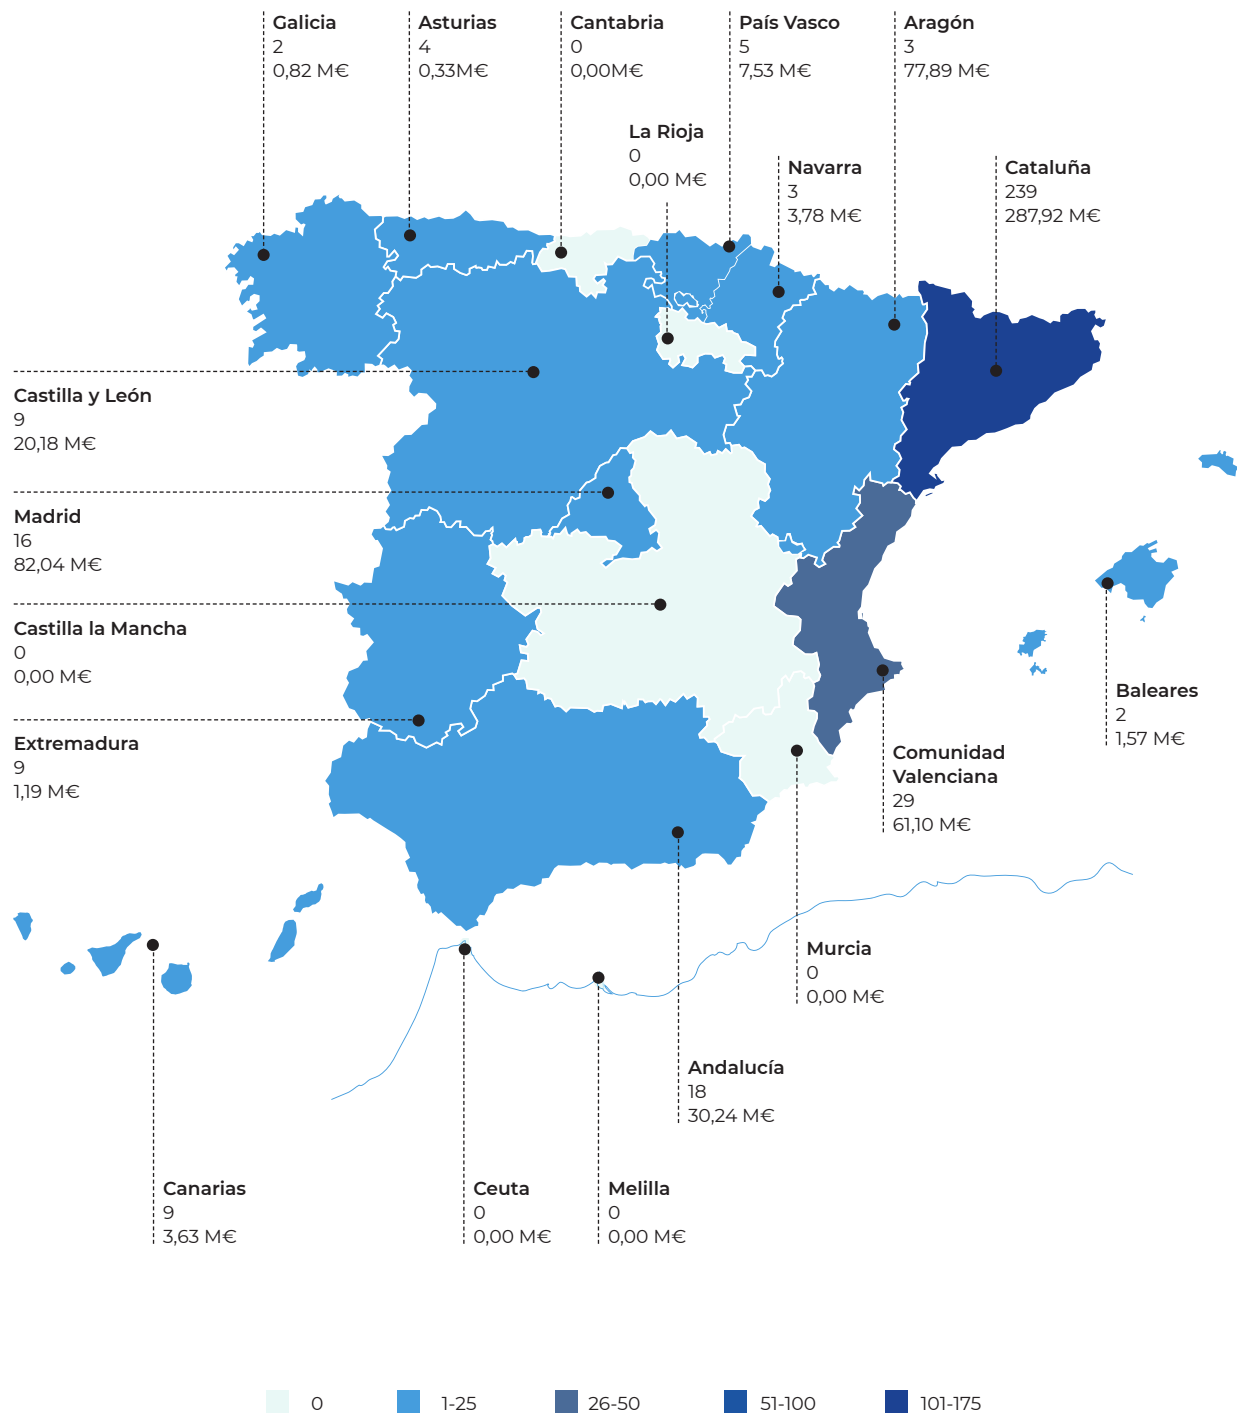 Galicia
2
0,82 M€
Asturias
4
0,33M€
Cantabria
0
0,00M€
País Vasco
5
7,53 M€
Aragón
3
77,89 M€
La Rioja
0
0,00 M€
Navarra
3
3,78 M€
Cataluña
239
287,92 M€
Castilla y León
9
20,18 M€
Madrid
16
82,04 M€
Castilla la Mancha
0
0,00 M€
Extremadura
9
1,19 M€
Baleares
2
1,57 M€
Comunidad
Valenciana
29
61,10 M€
Murcia
0
0,00 M€
Andalucía
18
30,24 M€
Canarias
9
3,63 M€
Ceuta
0
0,00 M€
Melilla
0
0,00 M€
0
1-25
26-50
51-100
101-175